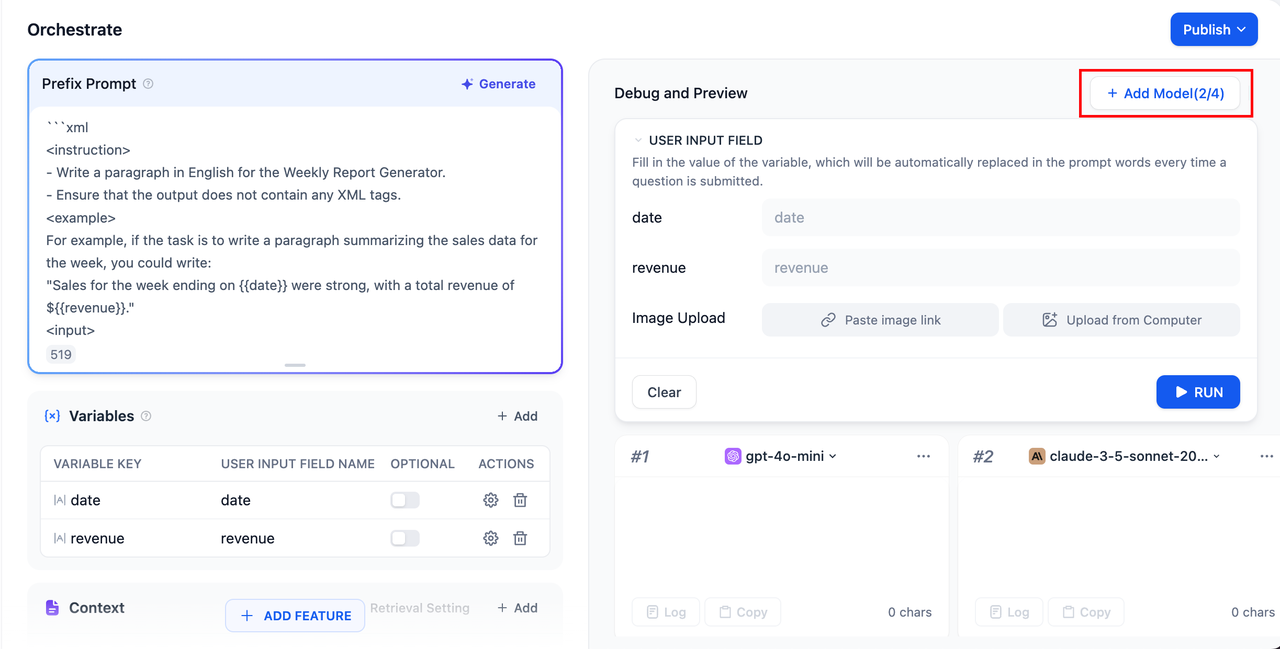 Orchestrate
Publish
Prefix Prompt
Generate
```xml
<instruction>
- Write a paragraph in English for the Weekly Report Generator.
- Ensure that the output does not contain any XML tags.
<example>
For example, if the task is to write a paragraph summarizing the sales data for
the week, you could write:
"Sales for the week ending on {{date}} were strong, with a total revenue of
${{revenue}}."
<input>
519
Variables
+ Add
VARIABLE KEY USER INPUT FIELD NAME OPTIONAL ACTIONS
date date
revenue revenue
Context
Retrieval Setting
+ Add
+ ADD FEATURE
Debug and Preview
+ Add Model(2/4)
USER INPUT FIELD
Fill in the value of the variable, which will be automatically replaced in the prompt words every time a
question is submitted.
date date
revenue revenue
Image Upload Paste image link Upload from Computer
Clear
RUN
#1 gpt-4o-mini
Log Copy 0 chars
#2 claude-3-5-sonnet-20...
Log Copy 0 chars